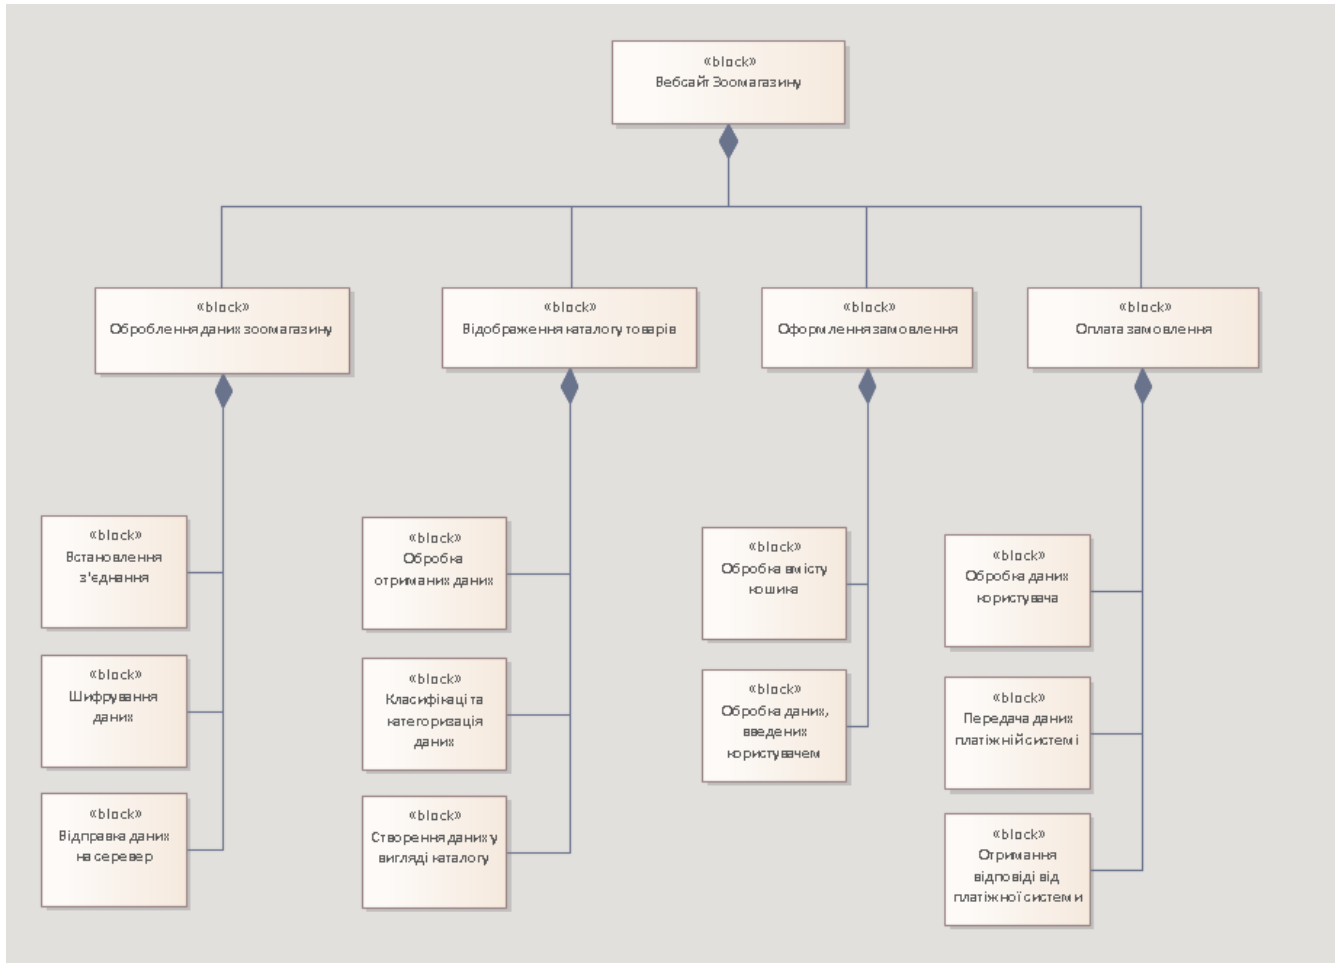 «block»
Вебсайт Зоомагазину
«block»
Оброблення даних зоомагазину
«block»
Відображення каталогу товарів
«block»
Оформлення замовлення
«block»
Оплата замовлення
«block»
Встановлення
з'єднання
«block»
Шифрування
даних
«block»
Відправка даних
на серевер
«block»
Обробка
отриманих даних
«block»
Класифікаці та
категоризація
даних
«block»
Створення даних у
вигляді каталогу
«block»
Обробка вмісту
кошика
«block»
Обробка даних,
введених
користувачем
«block»
Обробка даних
користувача
«block»
Передача даних
платіжній системі
«block»
Отримання
відповіді від
платіжної системи